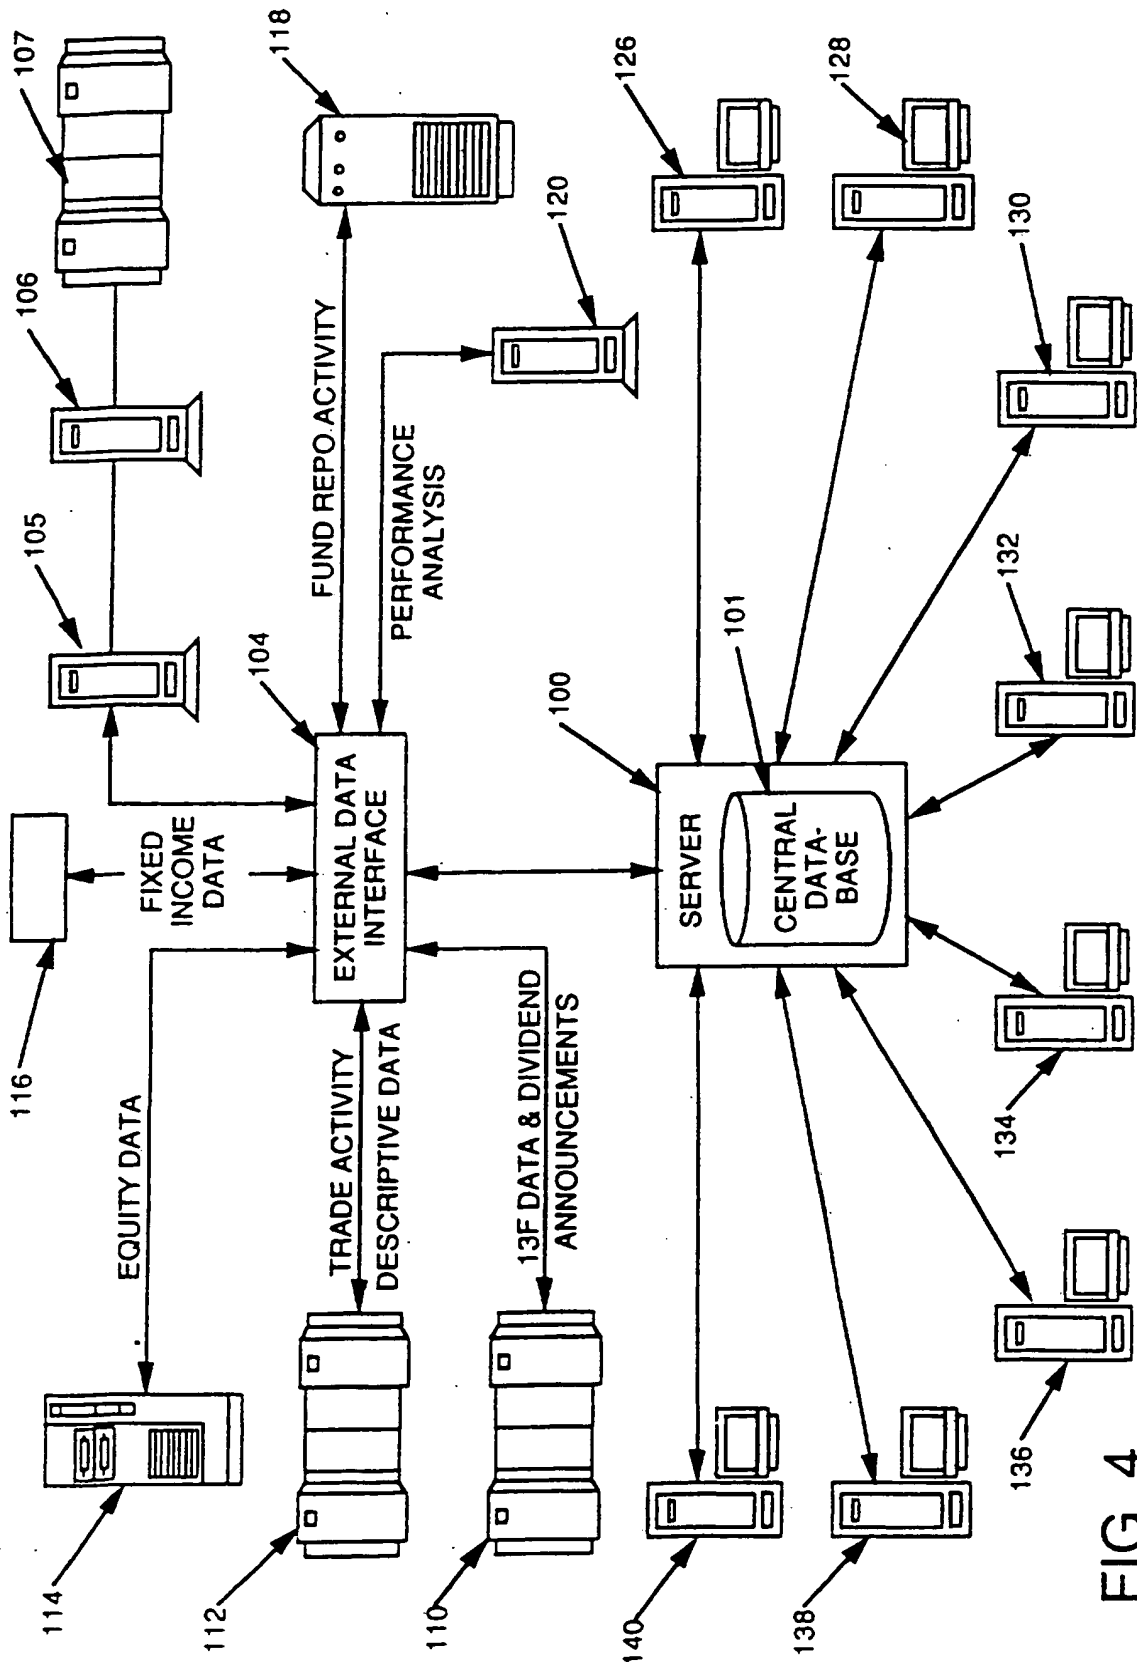 114
112
110
116
EQUITY DATA
TRADE ACTIVITY
DESCRIPTIVE DATA
13F DATA & DIVIDEND
ANNOUNCEMENTS
FIXED
INCOME
DATA
EXTERNAL DATA
INTERFACE
104
105
106
107
FUND REPO ACTIVITY
PERFORMANCE
ANALYSIS
118
120
SERVER
CENTRAL
DATA-
BASE
100
101
126
128
130
132
134
136
138
140
FIG. 4